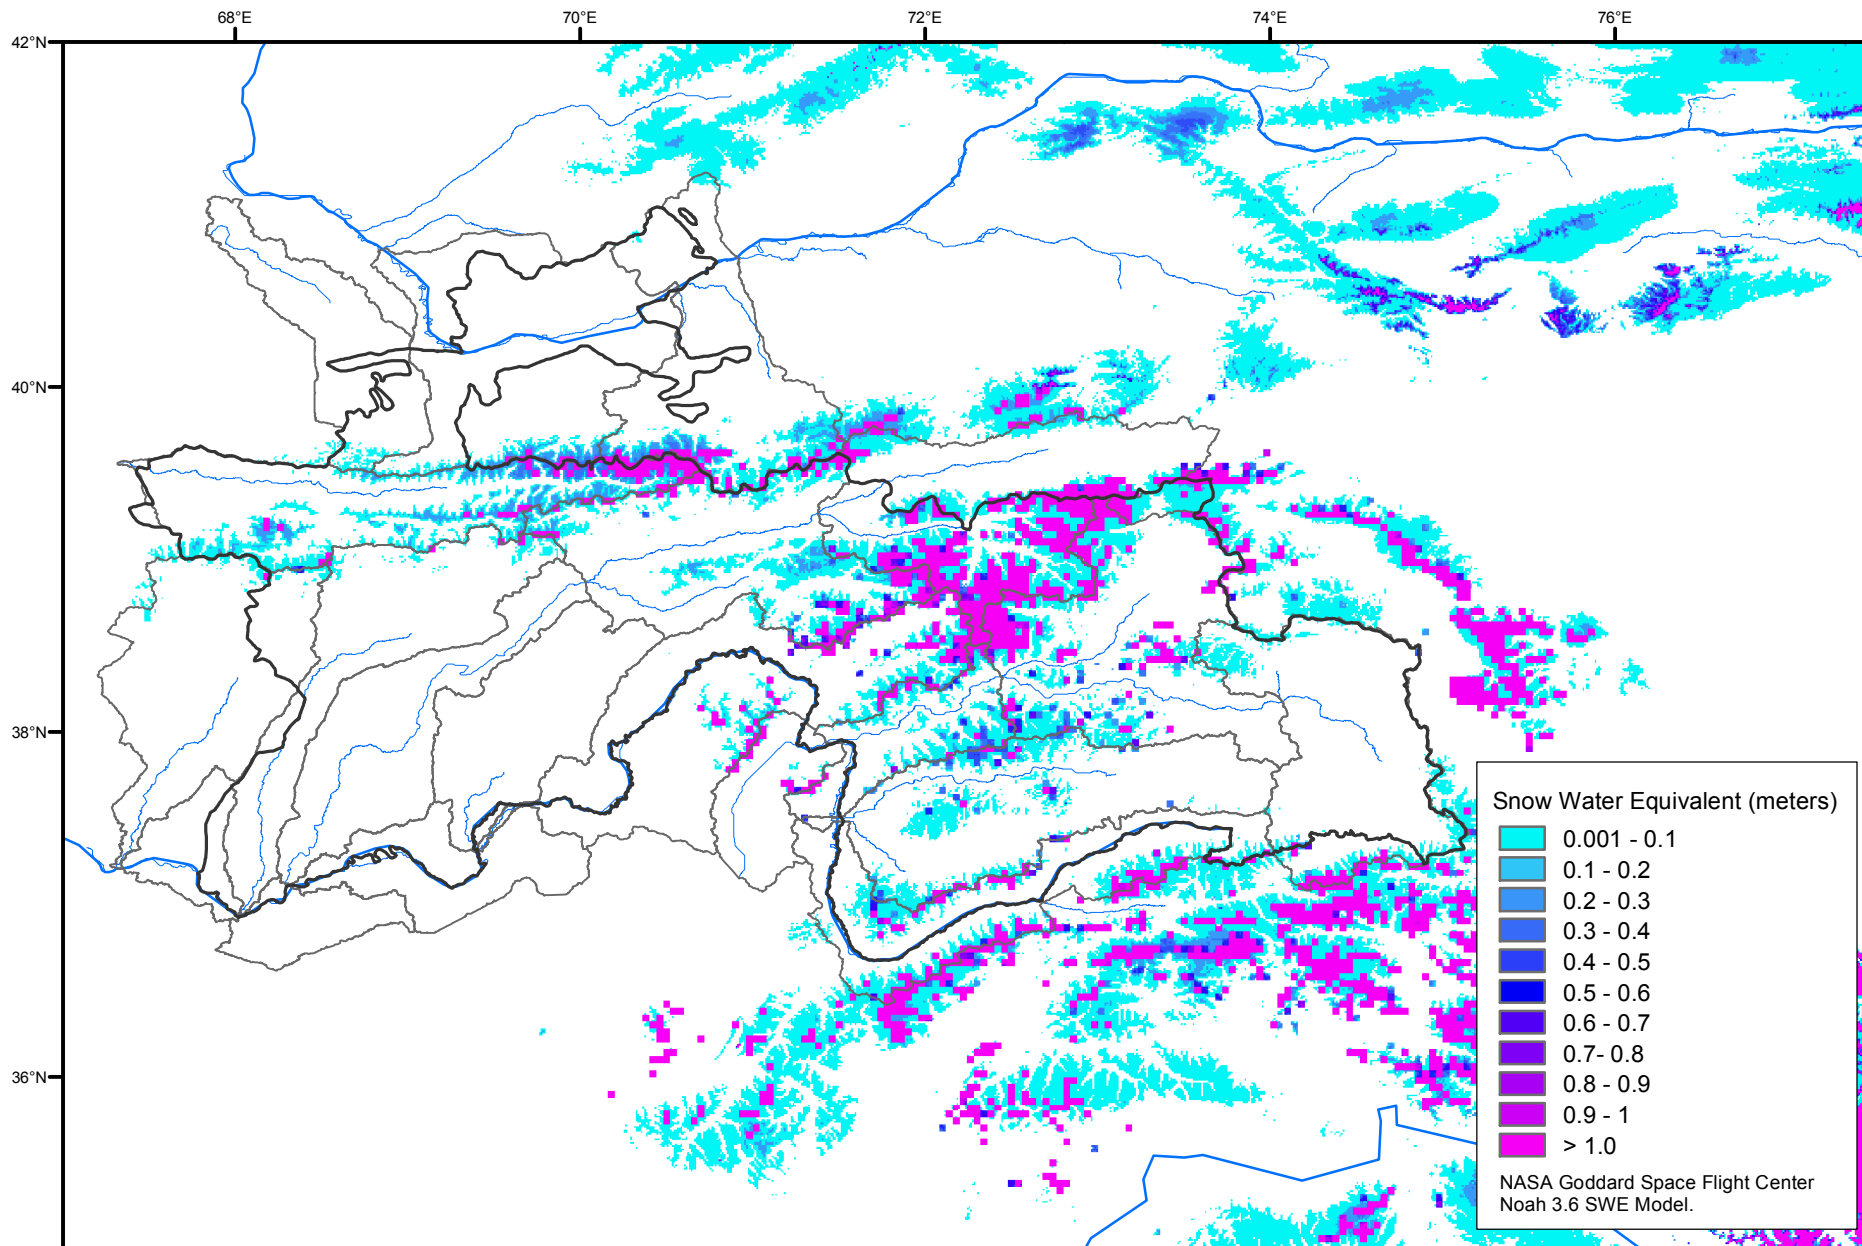 68°E
70°E
72°E
74°E
76°E
42°N
40°N
38°N
36°N
Snow Water Equivalent (meters)
0.001 - 0.1
0.1 - 0.2
0.2 - 0.3
0.3 - 0.4
0.4 - 0.5
0.5 - 0.6
0.6 - 0.7
0.7- 0.8
0.8 - 0.9
0.9 - 1
> 1.0
NASA Goddard Space Flight Center
Noah 3.6 SWE Model.